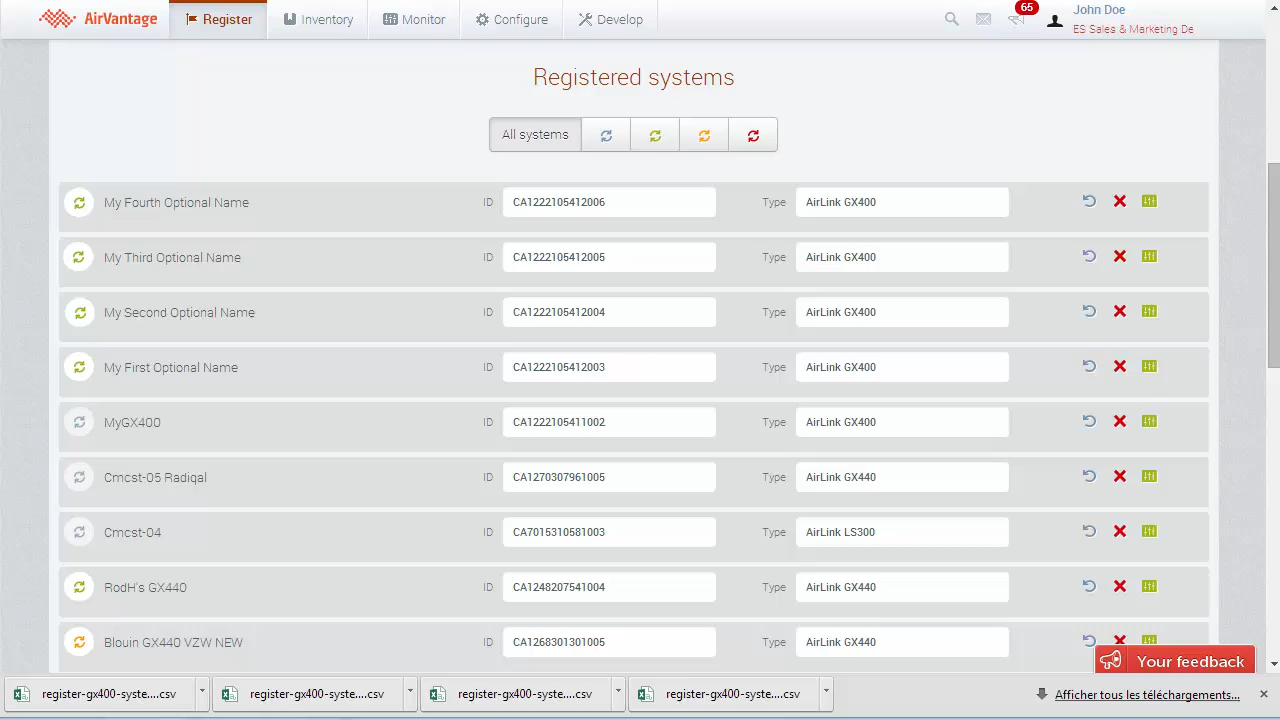 AirVantage Register Inventory Monitor Configure Develop 65 John Doe
ES Sales & Marketing De
Registered systems
All systems
My Fourth Optional Name ID CA1222105412006 Type AirLink GX400
My Third Optional Name ID CA1222105412005 Type AirLink GX400
My Second Optional Name ID CA1222105412004 Type AirLink GX400
My First Optional Name ID CA1222105412003 Type AirLink GX400
MyGX400 ID CA1222105411002 Type AirLink GX400
Cmcst-05 Radiqal ID CA1270307961005 Type AirLink GX440
Cmcst-04 ID CA7015310581003 Type AirLink LS300
RodH's GX440 ID CA1248207541004 Type AirLink GX440
Blouin GX440 VZW NEW ID CA1268301301005 Type AirLink GX440
Your feedback
register-gx400-syste....csv register-gx400-syste....csv register-gx400-syste....csv register-gx400-syste....csv Afficher tous les téléchargements...